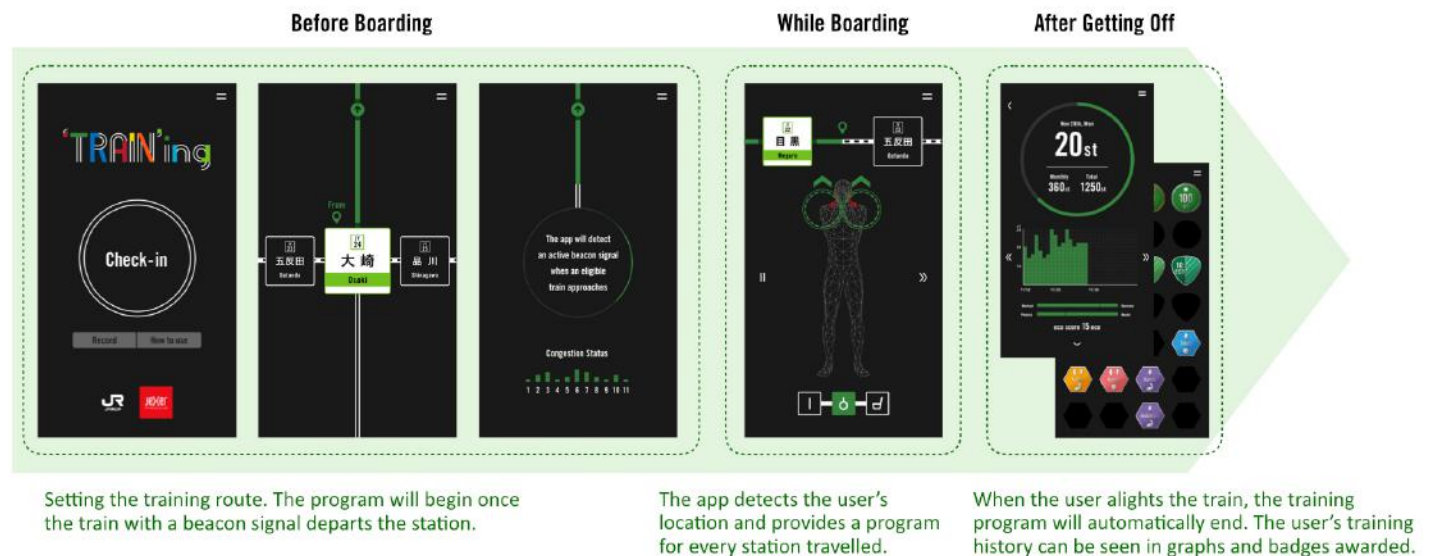 Before Boarding
While Boarding
After Getting Off
'TRAIN'ing
Check-in
Record
How to use
JR
From
五反田
Gotanda
24
大崎
Osaki
品川
Shinagawa
The app will detect
an active beacon signal
when an eligible
train approaches
Congestion Status
1 2 3 4 5 6 7 8 9 10 11
目黒
Meguro
五反田
Gotanda
20st
Monthly
360st
Total
1250st
eco score 15 eco
100
Setting the training route. The program will begin once
the train with a beacon signal departs the station.
The app detects the user's
location and provides a program
for every station travelled.
When the user alights the train, the training
program will automatically end. The user's training
history can be seen in graphs and badges awarded.